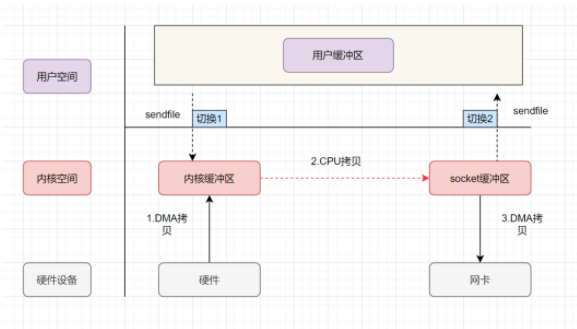 用户空间
用户缓冲区
sendfile
切换1
切换2
sendfile
内核空间
内核缓冲区
2.CPU拷贝
socket缓冲区
1.DMA拷
贝
3.DMA拷
贝
硬件设备
硬件
网卡